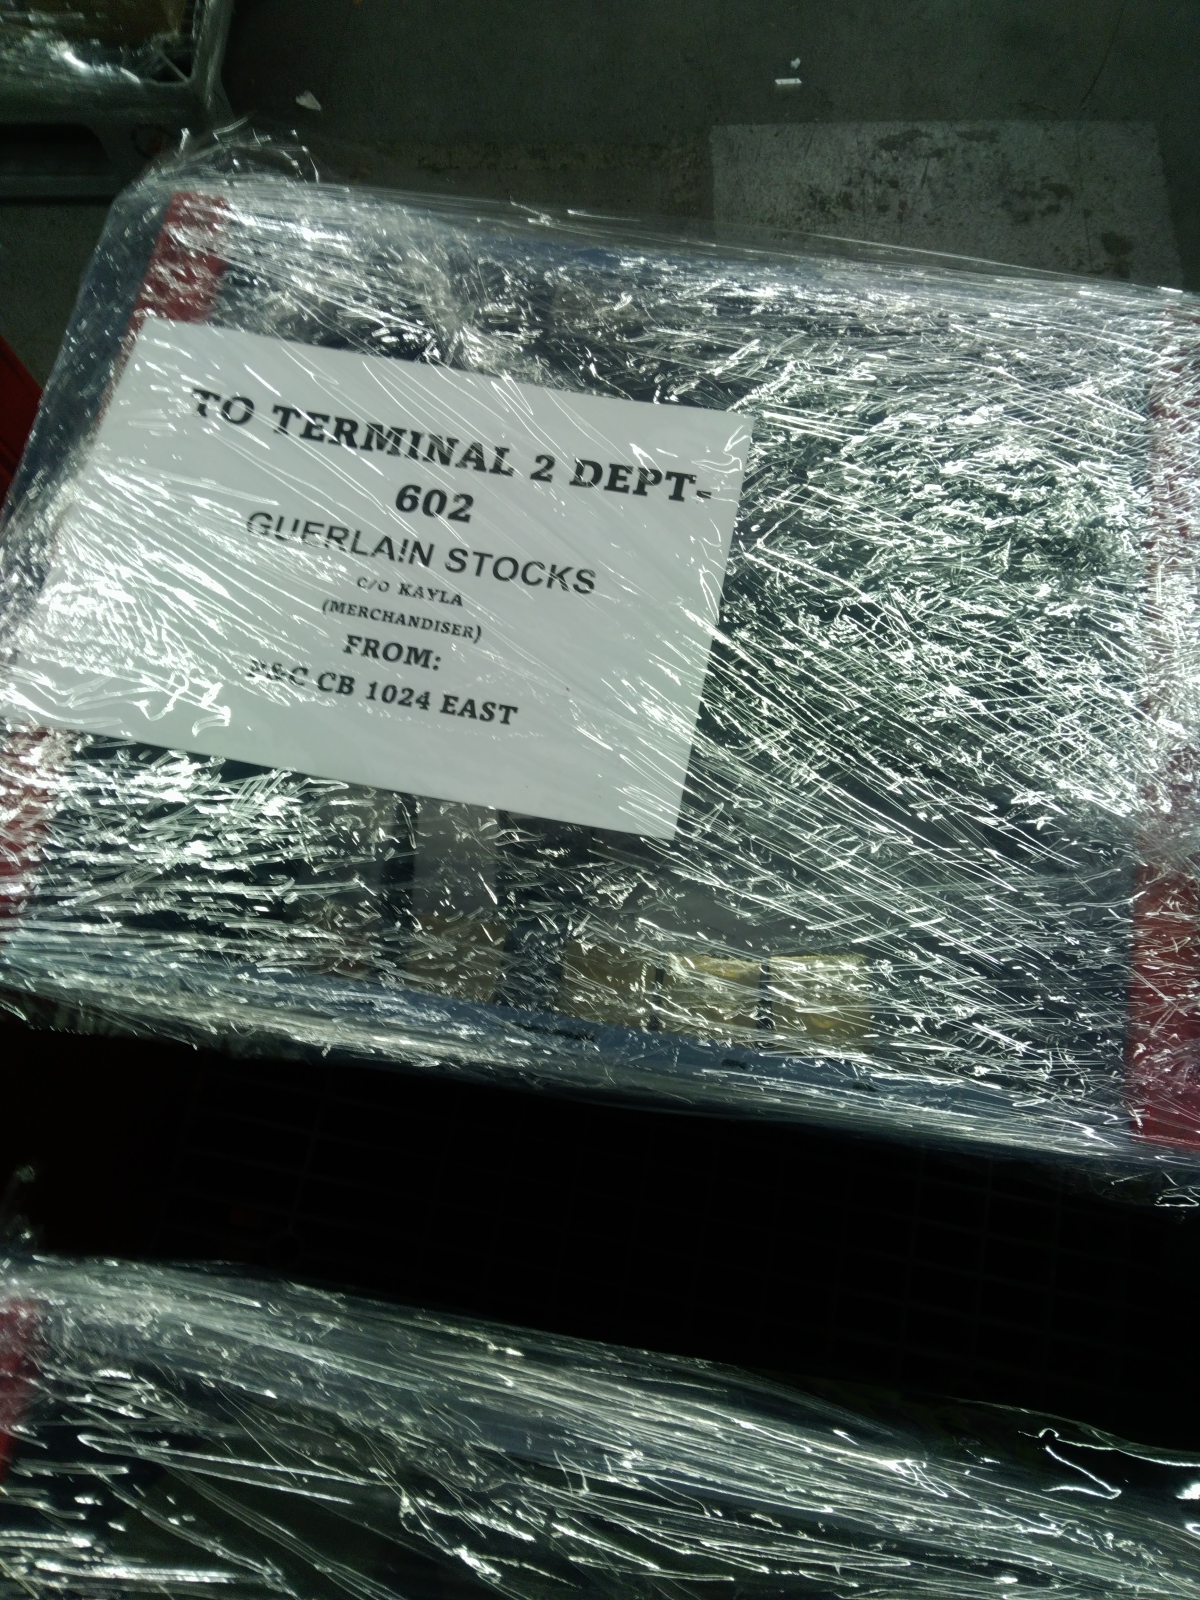 TO TERMINAL 2 DEPT-
602
GUERLAIN STOCKS
C/O KAYLA
(MERCHANDISER)
FROM:
CB 1024 EAST